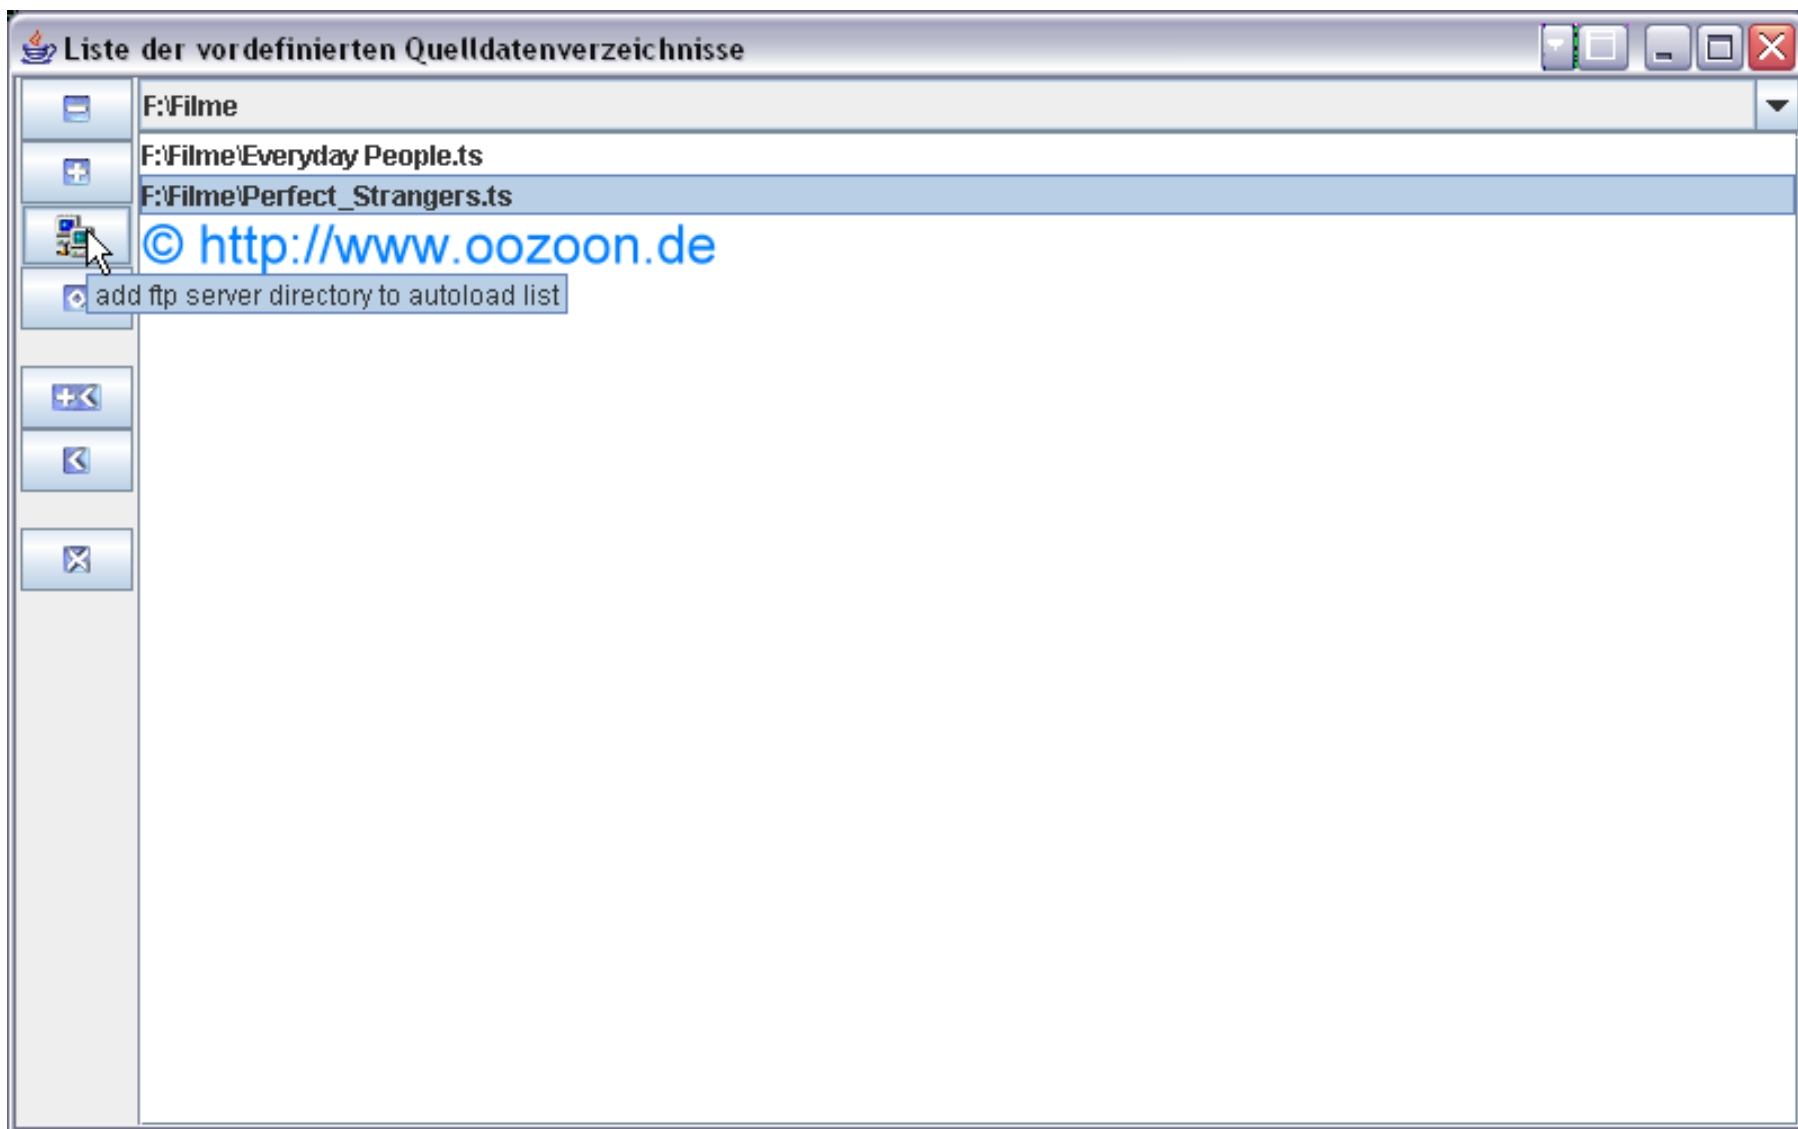 Liste der vordefinierten Quelldatenverzeichnisse
F:\Filme
F:\Filme\Everyday People.ts
F:\Filme\Perfect_Strangers.ts
© http://www.oozoon.de
add ftp server directory to autoload list